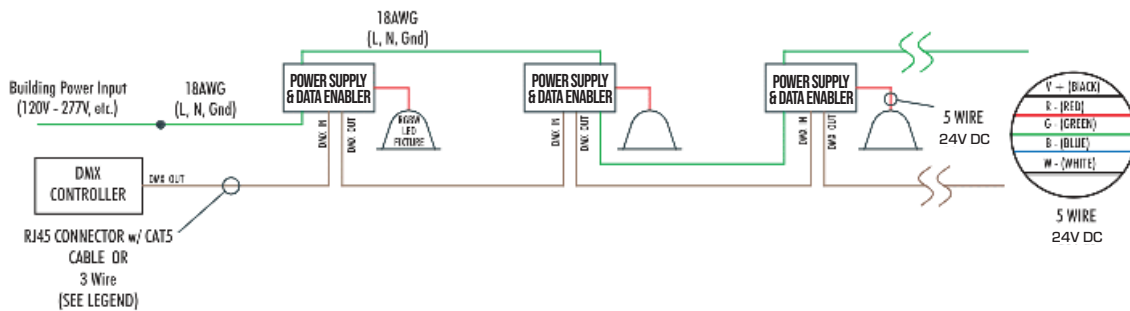 18AWG
(L, N, Gnd)
Building Power Input
(120V - 277V, etc.)
18AWG
(L, N, Gnd)
POWER SUPPLY
& DATA ENABLER
POWER SUPPLY
& DATA ENABLER
POWER SUPPLY
& DATA ENABLER
RGBW
LED
FIXTURE
DMX IN
DMX OUT
DMX IN
DMX OUT
DMX IN
DMX OUT
5 WIRE
24V DC
V + (BLACK)
R - (RED)
G - (GREEN)
B - (BLUE)
W - (WHITE)
5 WIRE
24V DC
DMX
CONTROLLER
DMX OUT
RJ45 CONNECTOR w/ CAT5
CABLE OR
3 Wire
(SEE LEGEND)